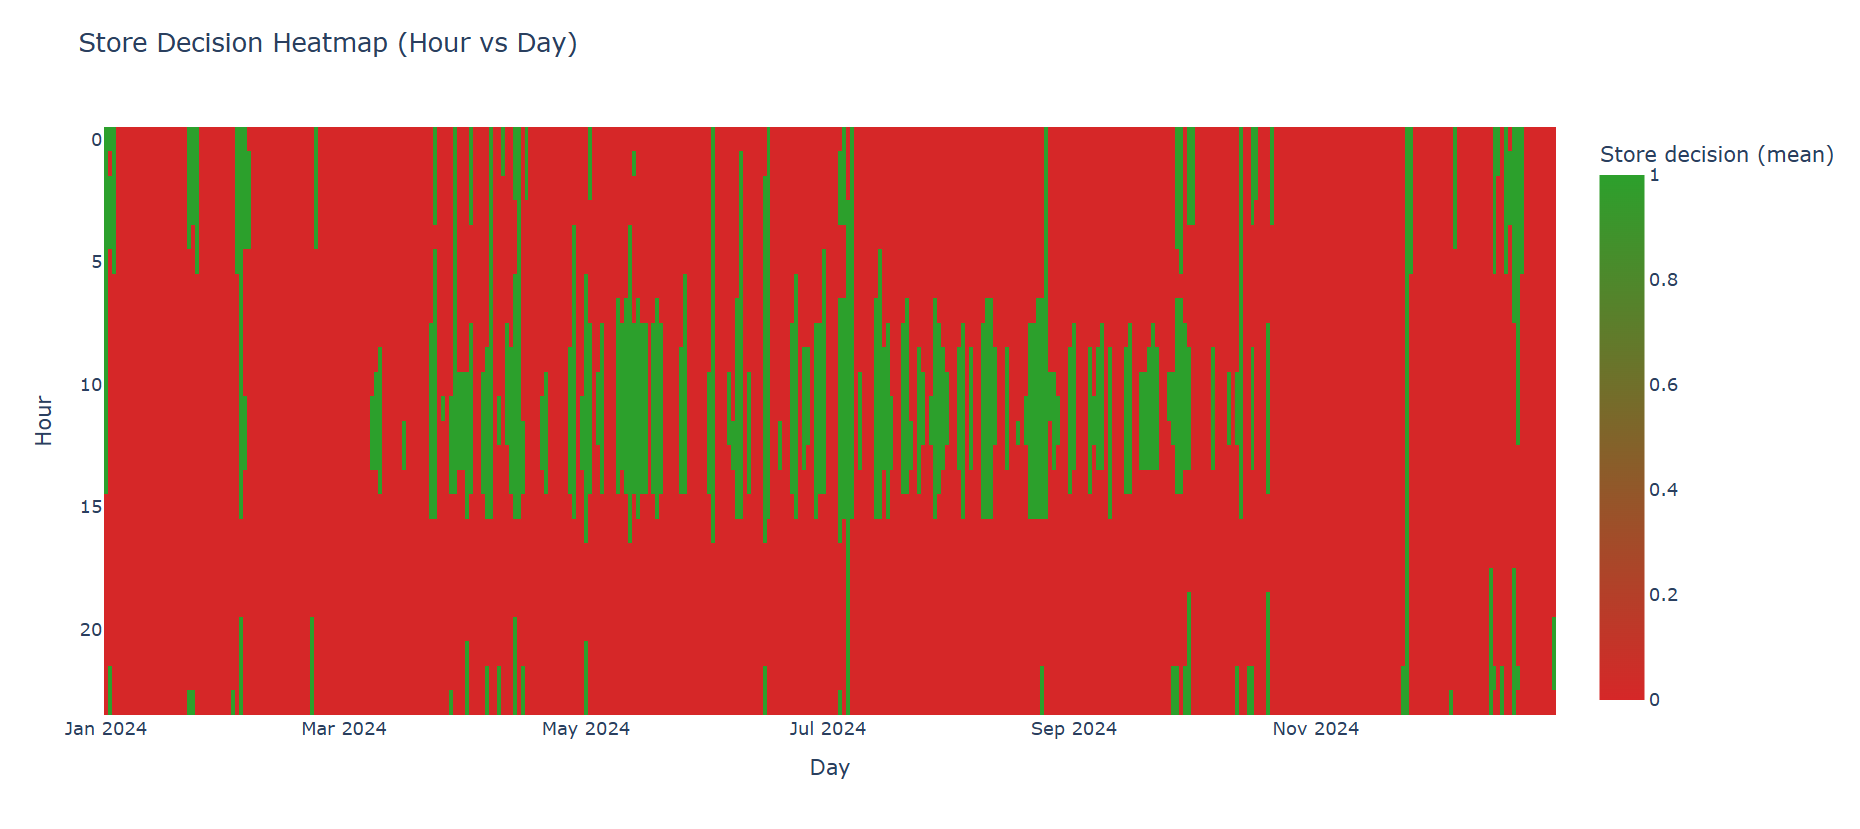 Store Decision Heatmap (Hour vs Day)
Store decision (mean)
0
5
10
15
20
Hour
1
0.8
0.6
0.4
0.2
0
Jan 2024
Mar 2024
May 2024
Jul 2024
Sep 2024
Nov 2024
Day